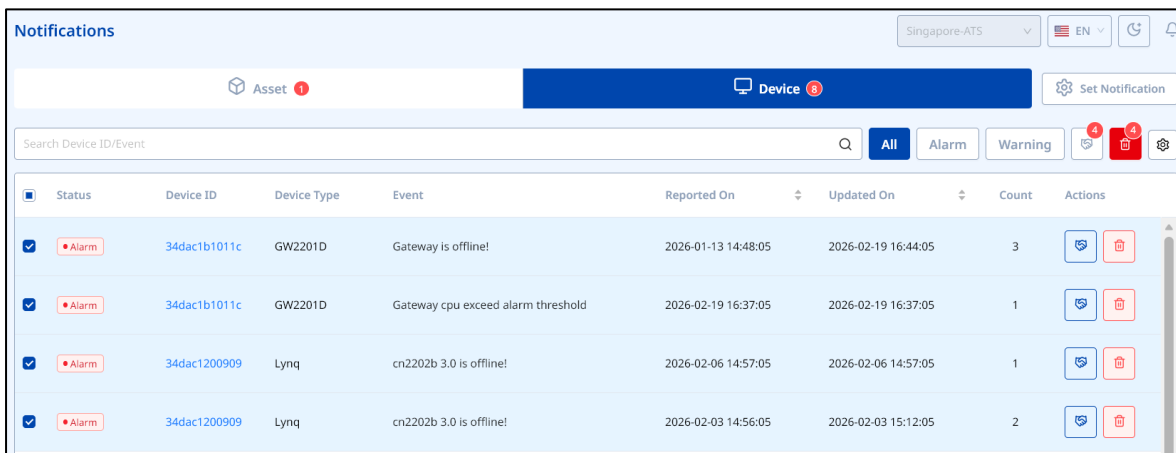 Notifications
Singapore-ATS
EN
Asset 1
Device 8
Set Notification
Search Device ID/Event
All
Alarm
Warning
4
4
Status Device ID Device Type Event Reported On Updated On Count Actions
Alarm 34dac1b1011c GW2201D Gateway is offline! 2026-01-13 14:48:05 2026-02-19 16:44:05 3
Alarm 34dac1b1011c GW2201D Gateway cpu exceed alarm threshold 2026-02-19 16:37:05 2026-02-19 16:37:05 1
Alarm 34dac1200909 Lynq cn2202b 3.0 is offline! 2026-02-06 14:57:05 2026-02-06 14:57:05 1
Alarm 34dac1200909 Lynq cn2202b 3.0 is offline! 2026-02-03 14:56:05 2026-02-03 15:12:05 2